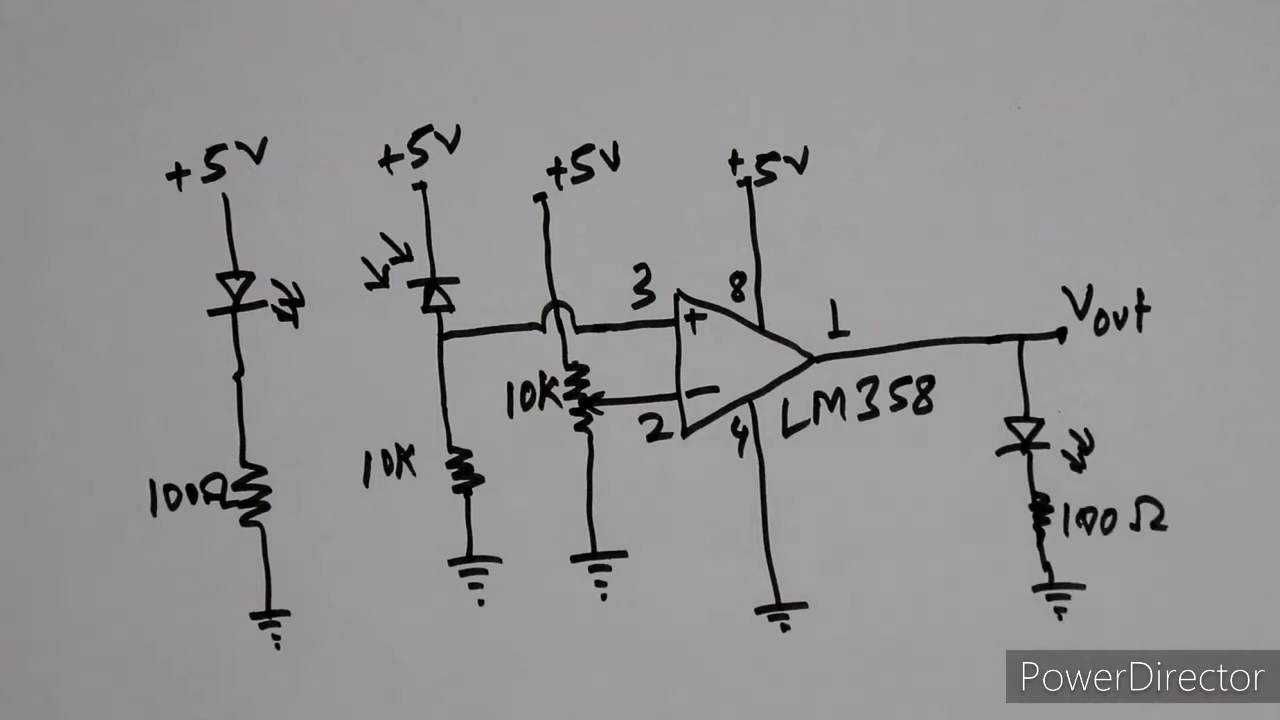 +5V
+5V
+5V
+5V
3
8
1
Vout
+
10K
-
2
4
LM358
10K
100Ω
100Ω
PowerDirector